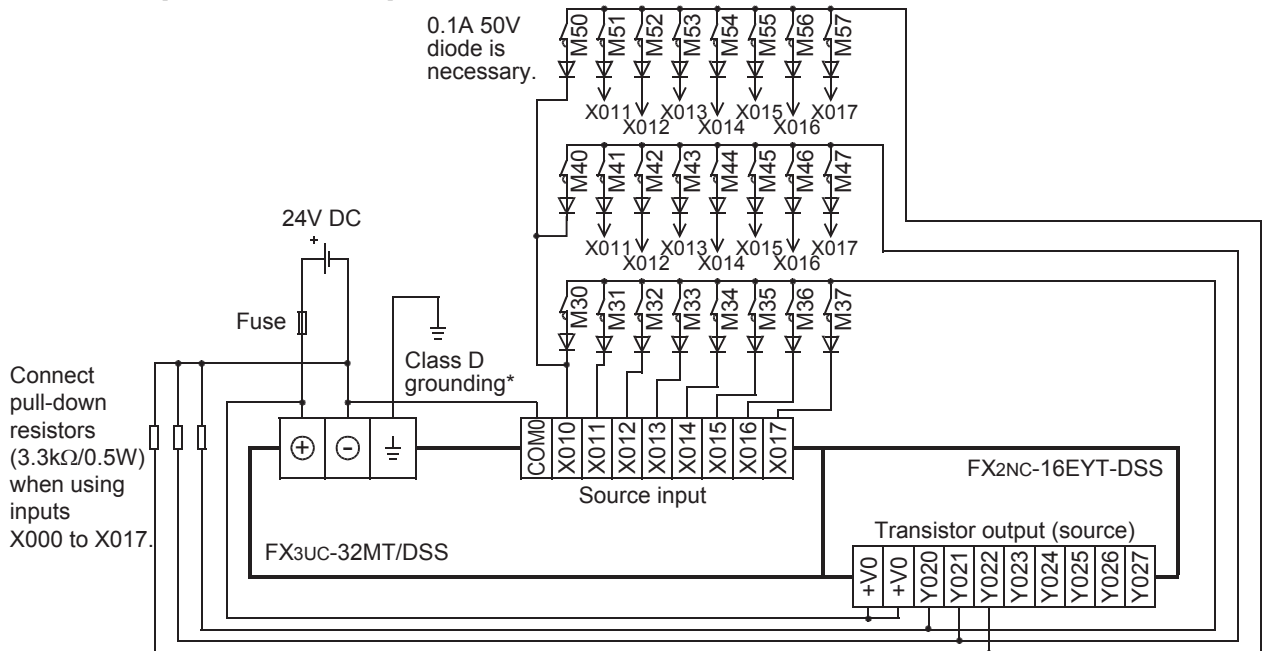 0.1A 50V
diode is
necessary.
M50 M51 M52 M53 M54 M55 M56 M57
X011 X013 X015 X017
X012 X014 X016
M40 M41 M42 M43 M44 M45 M46 M47
X011 X013 X015 X017
X012 X014 X016
24V DC
+
M30 M31 M32 M33 M34 M35 M36 M37
Fuse
Class D
grounding*
Connect
pull-down
resistors
(3.3kΩ/0.5W)
when using
inputs
X000 to X017.
+ -
COM0 X010 X011 X012 X013 X014 X015 X016 X017
Source input
FX2NC-16EYT-DSS
FX3UC-32MT/DSS
Transistor output (source)
+V0 +V0 Y020 Y021 Y022 Y023 Y024 Y025 Y026 Y027